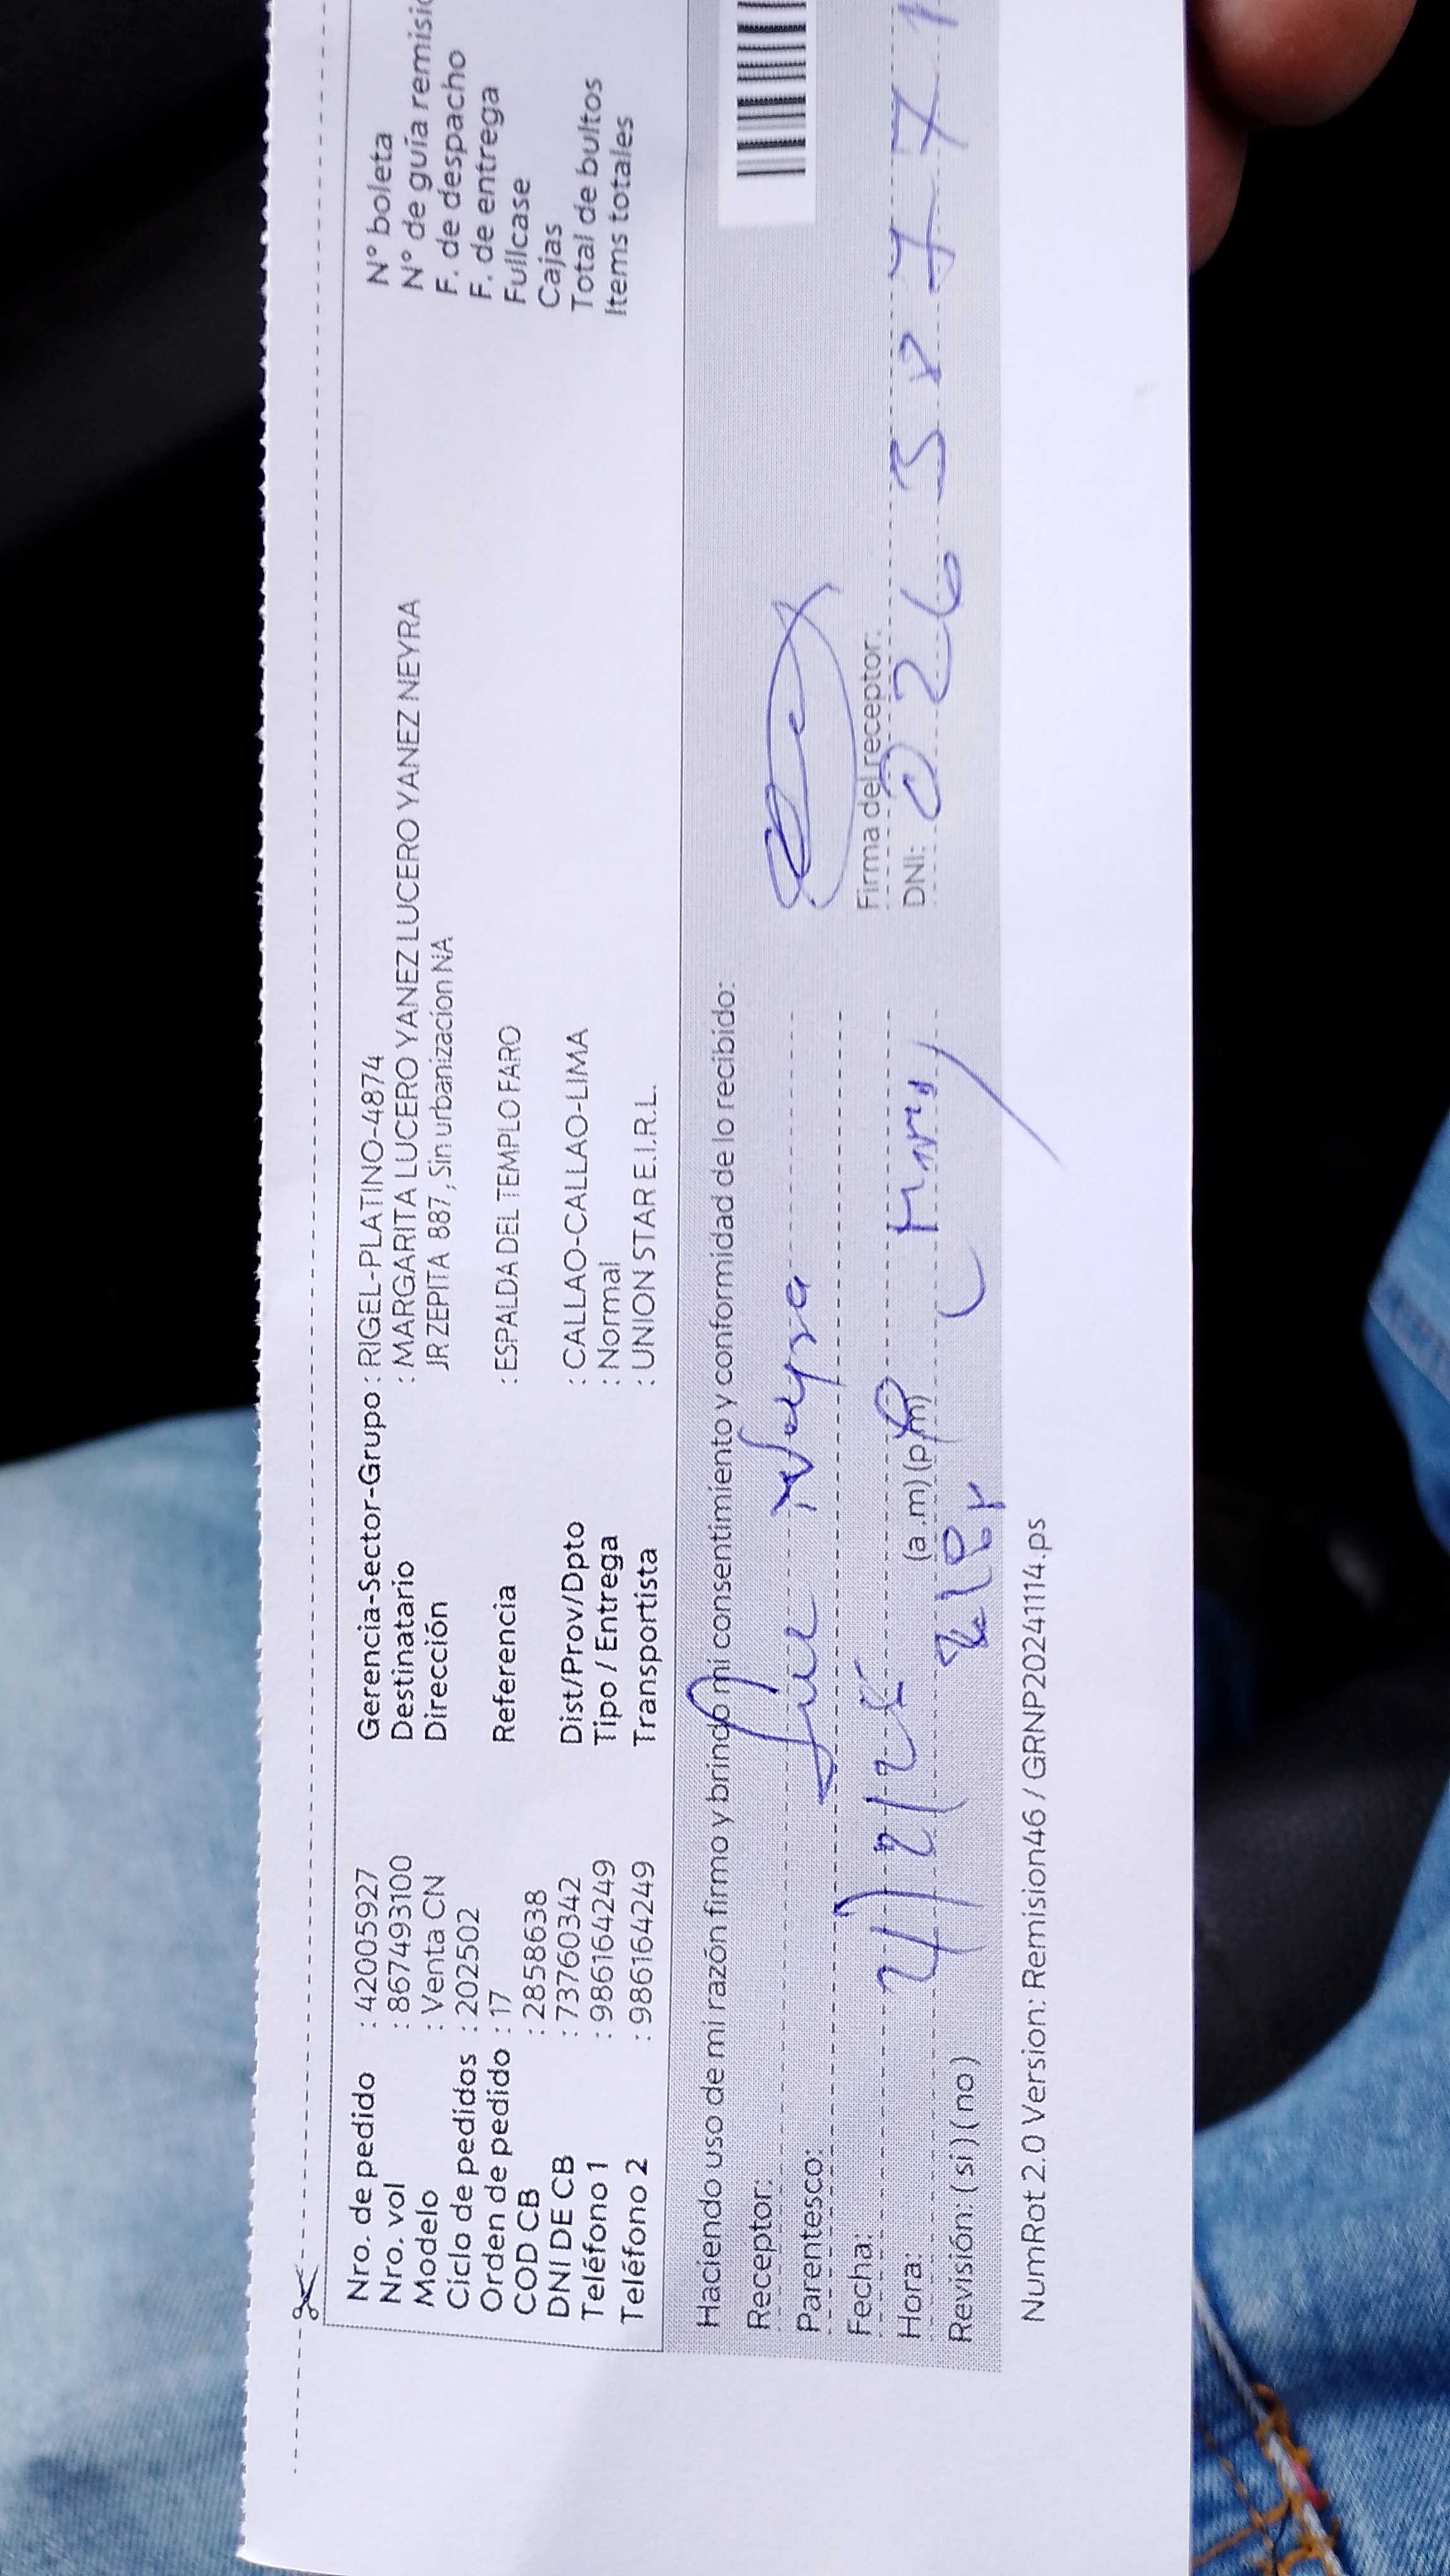 Nro. de pedido : 42005927
Nro. vol : 867493100
Modelo : Venta CN
Ciclo de pedidos : 202502
Orden de pedido : 17
COD CB : 2858638
DNI DE CB : 73760342
Teléfono 1 : 986164249
Teléfono 2 : 986164249
Gerencia-Sector-Grupo : RIGEL-PLATINO-4874
Destinatario : MARGARITA LUCERO YANEZ LUCERO YANEZ NEYRA
Dirección JR ZEPITA 887 , Sin urbanizacion NA
Referencia : ESPALDA DEL TEMPLO FARO
Dist/Prov/Dpto : CALLAO-CALLAO-LIMA
Tipo / Entrega : Normal
Transportista : UNION STAR E.I.R.L.
N° boleta
N° de guía
F. de despacho
F. de entrega
Fullcase
Cajas
Total de bultos
Items totales
Haciendo uso de mi razón firmo y brindo mi consentimiento y conformidad de lo recibido:
Receptor: Neyra
Parentesco:
Fecha:
Hora: (a.m) (p.m)
Revisión: ( si ) ( no )
Firma del receptor:
DNI:
NumRot 2.0 Version: Remision46 / GRNP20241114.ps